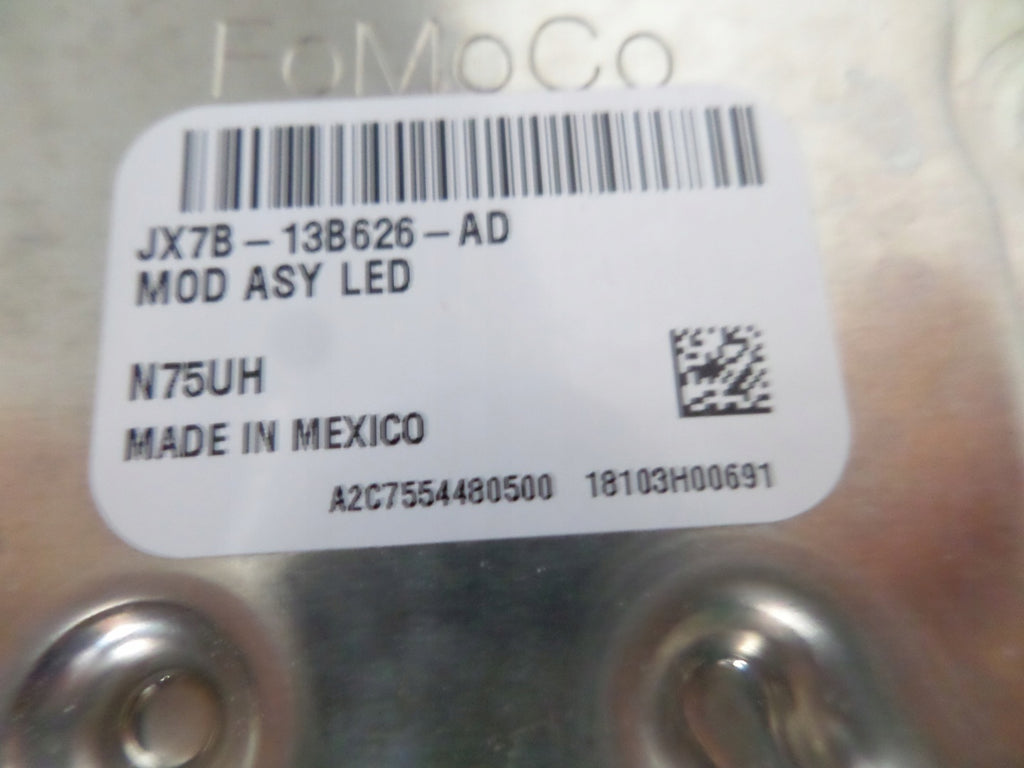 FoMoCo
JX7B-13B626-AD
MOD ASY LED
N75UH
MADE IN MEXICO
A2C7554480500 18103H00691